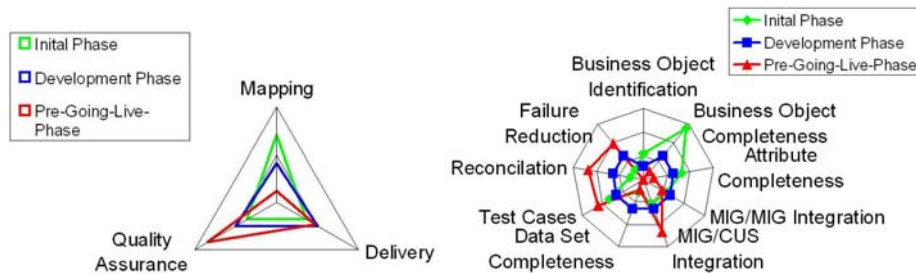 Inital Phase
Development Phase
Pre-Going-Live-
Phase
Mapping
Quality
Assurance
Delivery
Inital Phase
Development Phase
Pre-Going-Live-Phase
Business Object
Identification
Business Object
Completeness
Attribute
Completeness
MIG/MIG Integration
MIG/CUS
Integration
Data Set
Completeness
Test Cases
Reconcilation
Failure
Reduction